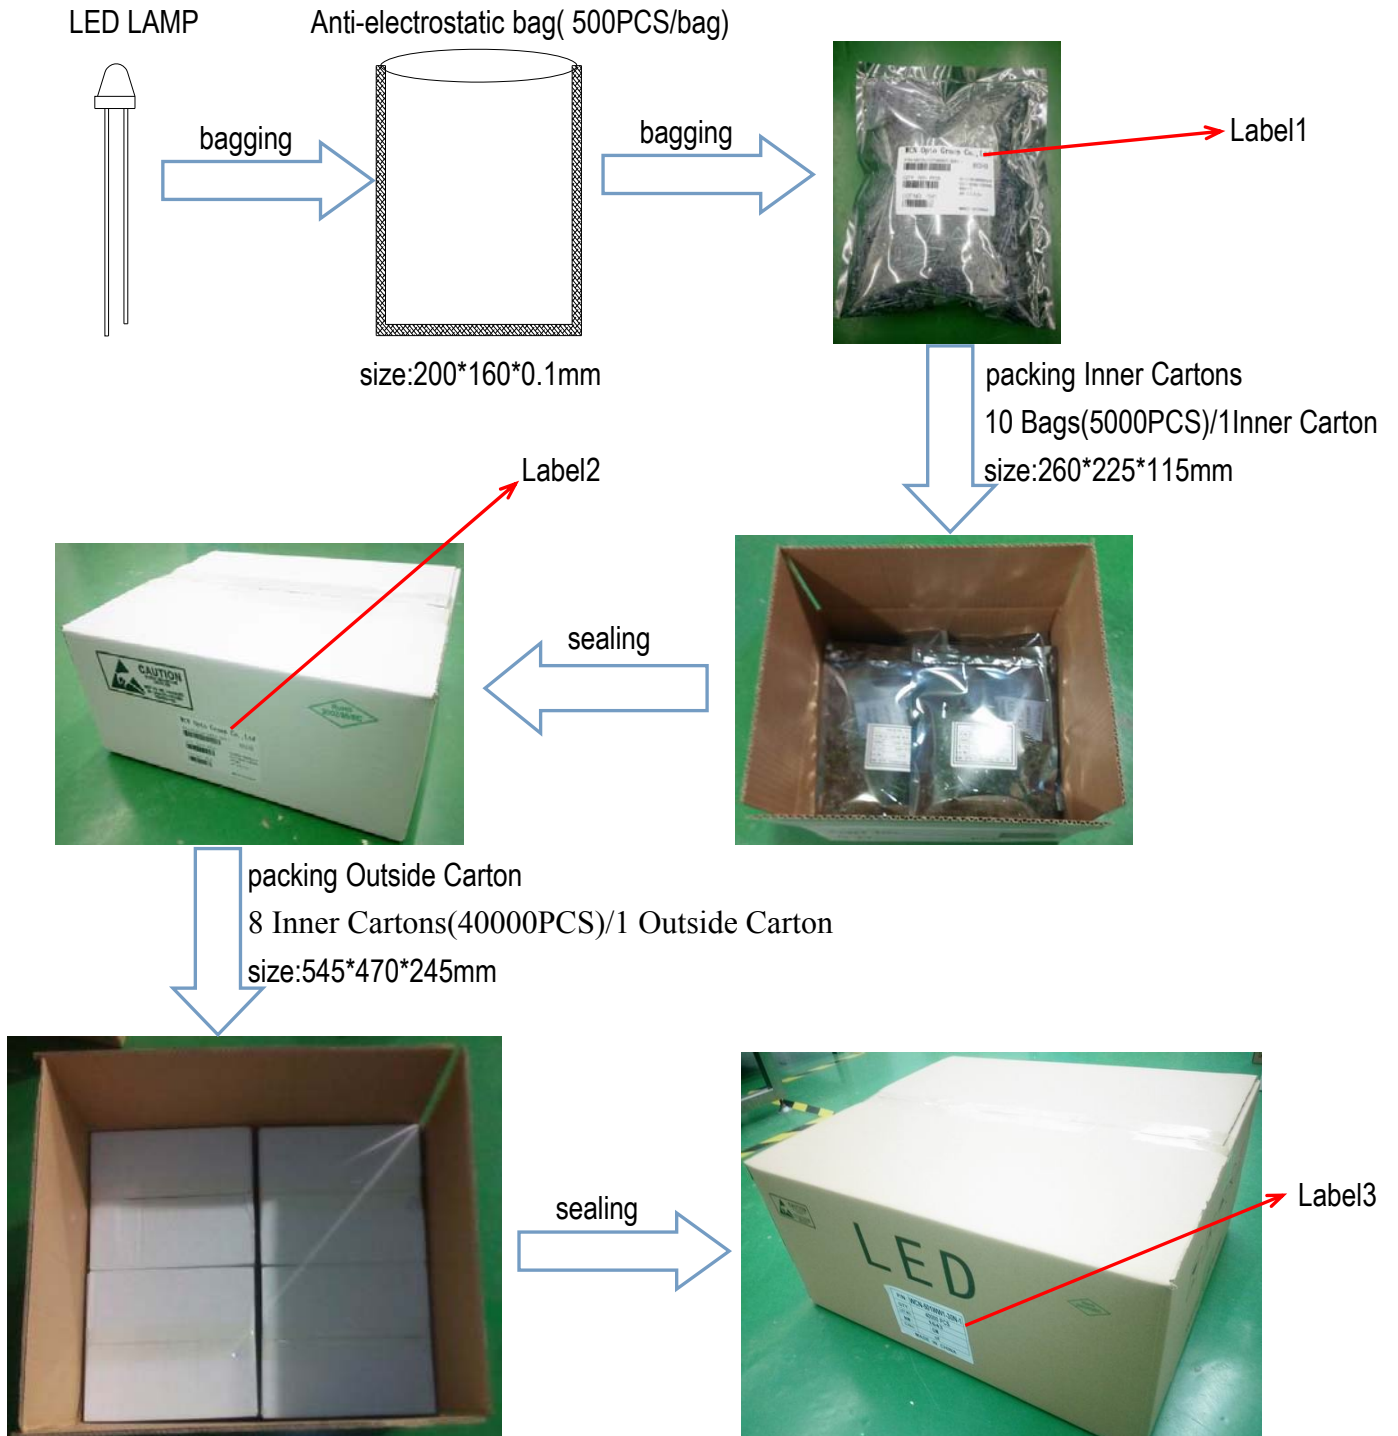 LED LAMP
Anti-electrostatic bag( 500PCS/bag)
bagging
bagging
Label1
size:200*160*0.1mm
packing Inner Cartons
10 Bags(5000PCS)/1Inner Carton
size:260*225*115mm
Label2
sealing
CAUTION
packing Outside Carton
8 Inner Cartons(40000PCS)/1 Outside Carton
size:545*470*245mm
sealing
Label3
LED